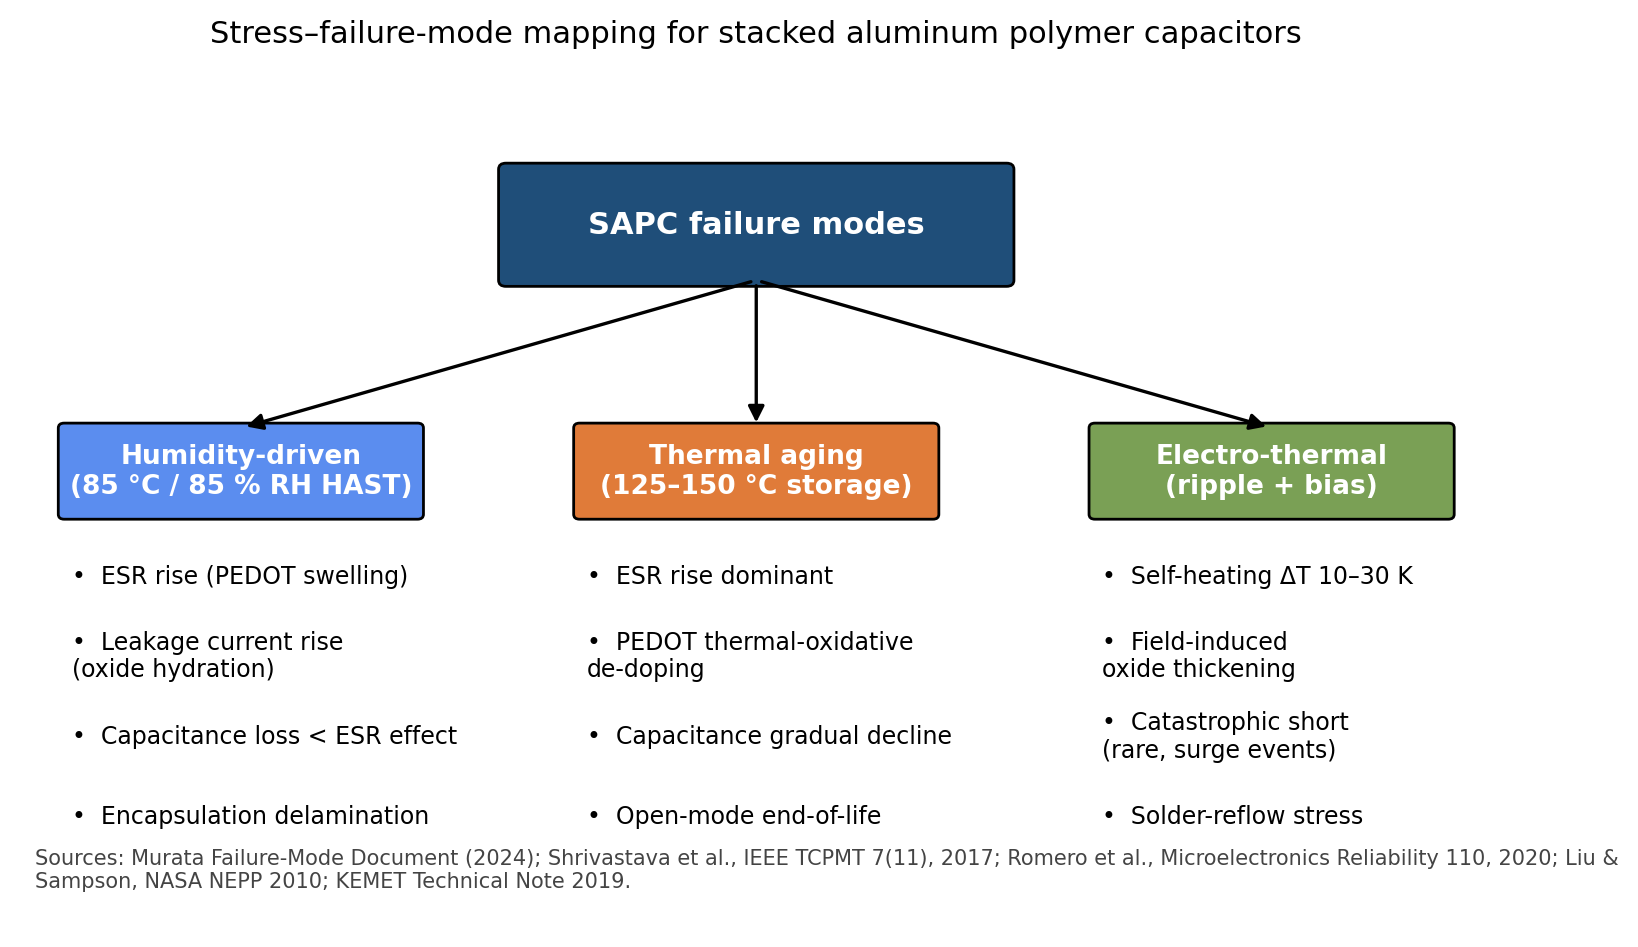 Stress–failure-mode mapping for stacked aluminum polymer capacitors
SAPC failure modes
Humidity-driven
(85 °C / 85 % RH HAST)
• ESR rise (PEDOT swelling)
• Leakage current rise
(oxide hydration)
• Capacitance loss < ESR effect
• Encapsulation delamination
Thermal aging
(125–150 °C storage)
• ESR rise dominant
• PEDOT thermal-oxidative
de-doping
• Capacitance gradual decline
• Open-mode end-of-life
Electro-thermal
(ripple + bias)
• Self-heating ΔT 10–30 K
• Field-induced
oxide thickening
• Catastrophic short
(rare, surge events)
• Solder-reflow stress
Sources: Murata Failure-Mode Document (2024); Shrivastava et al., IEEE TCPMT 7(11), 2017; Romero et al., Microelectronics Reliability 110, 2020; Liu &
Sampson, NASA NEPP 2010; KEMET Technical Note 2019.